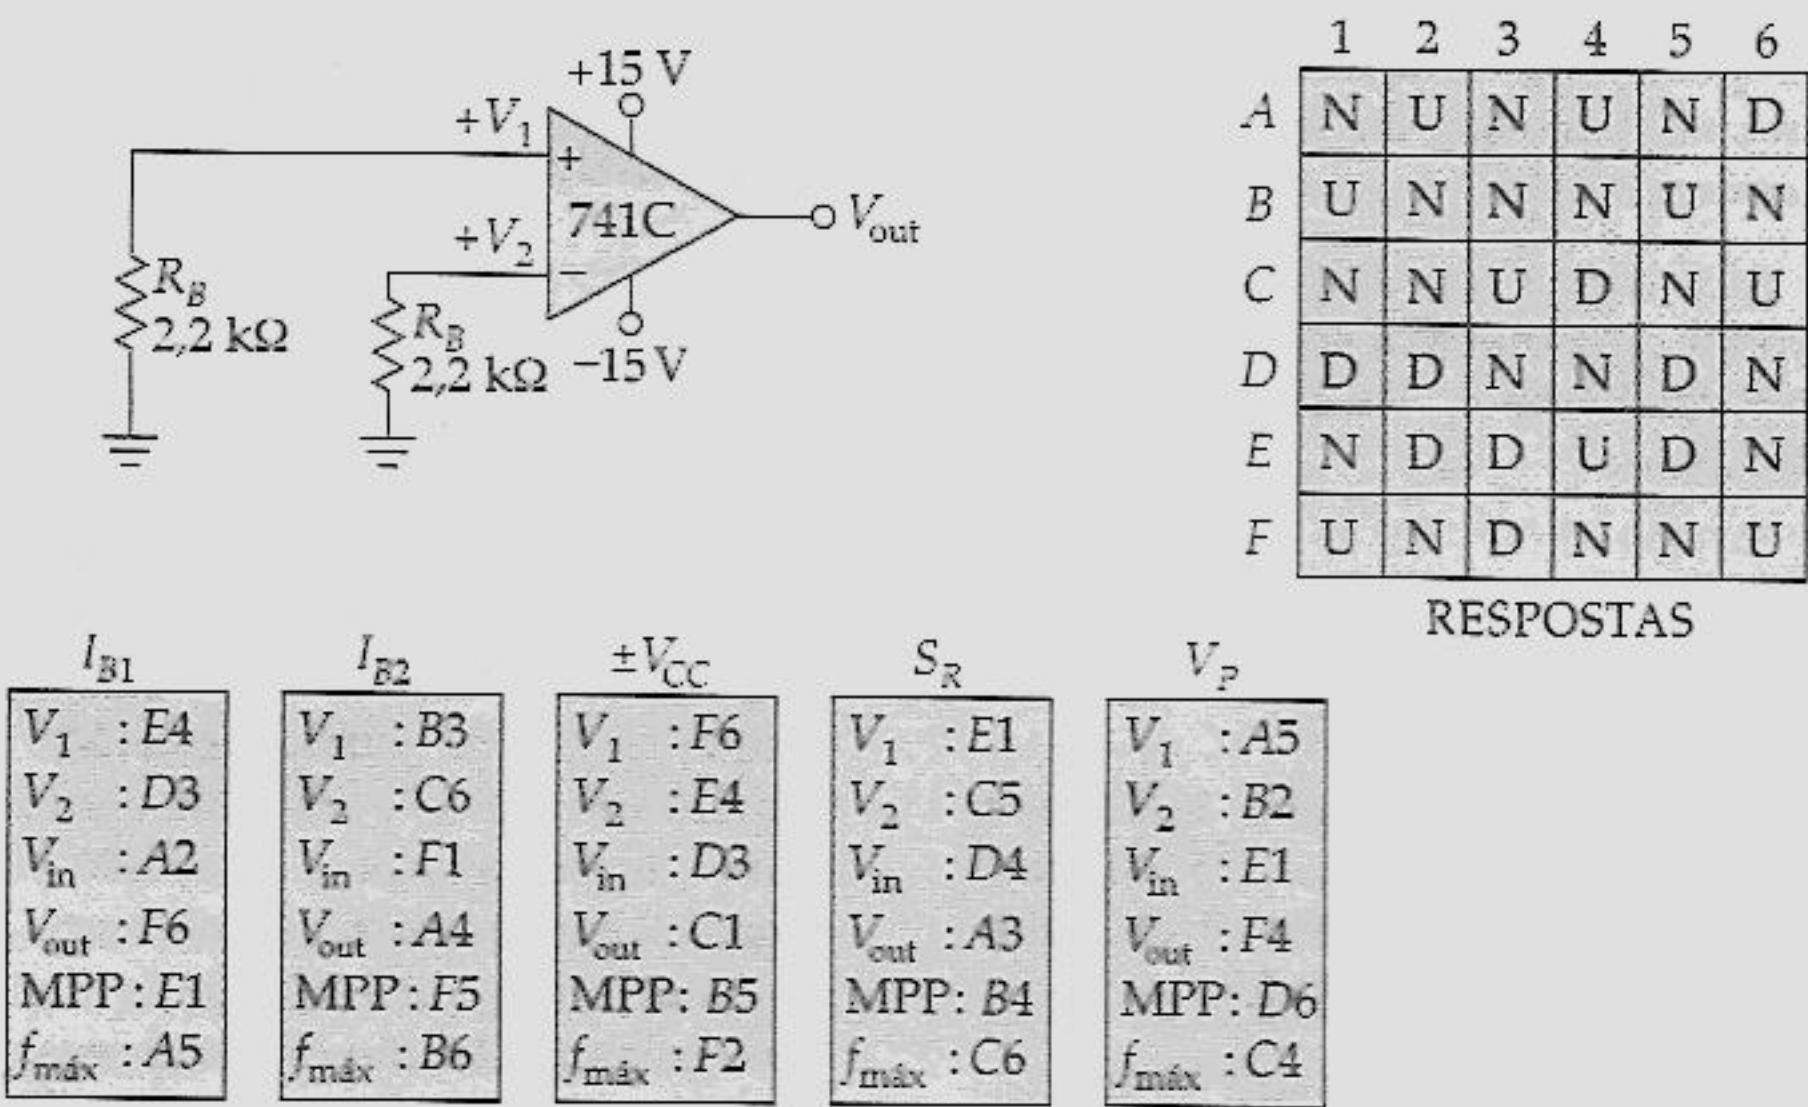 +15 V
+V1
+
741C
Vout
+V2
−
RB
2,2 kΩ
RB
2,2 kΩ
−15 V
1 2 3 4 5 6
A N U N U N D
B U N N N U N
C N N U D N U
D D D N N D N
E N D D U D N
F U N D N N U
RESPOSTAS
IB1
V1 : E4
V2 : D3
Vin : A2
Vout : F6
MPP : E1
fmáx : A5
IB2
V1 : B3
V2 : C6
Vin : F1
Vout : A4
MPP : F5
fmáx : B6
±VCC
V1 : F6
V2 : E4
Vin : D3
Vout : C1
MPP: B5
fmáx : F2
SR
V1 : E1
V2 : C5
Vin : D4
Vout : A3
MPP: B4
fmáx : C6
VP
V1 : A5
V2 : B2
Vin : E1
Vout : F4
MPP: D6
fmáx : C4